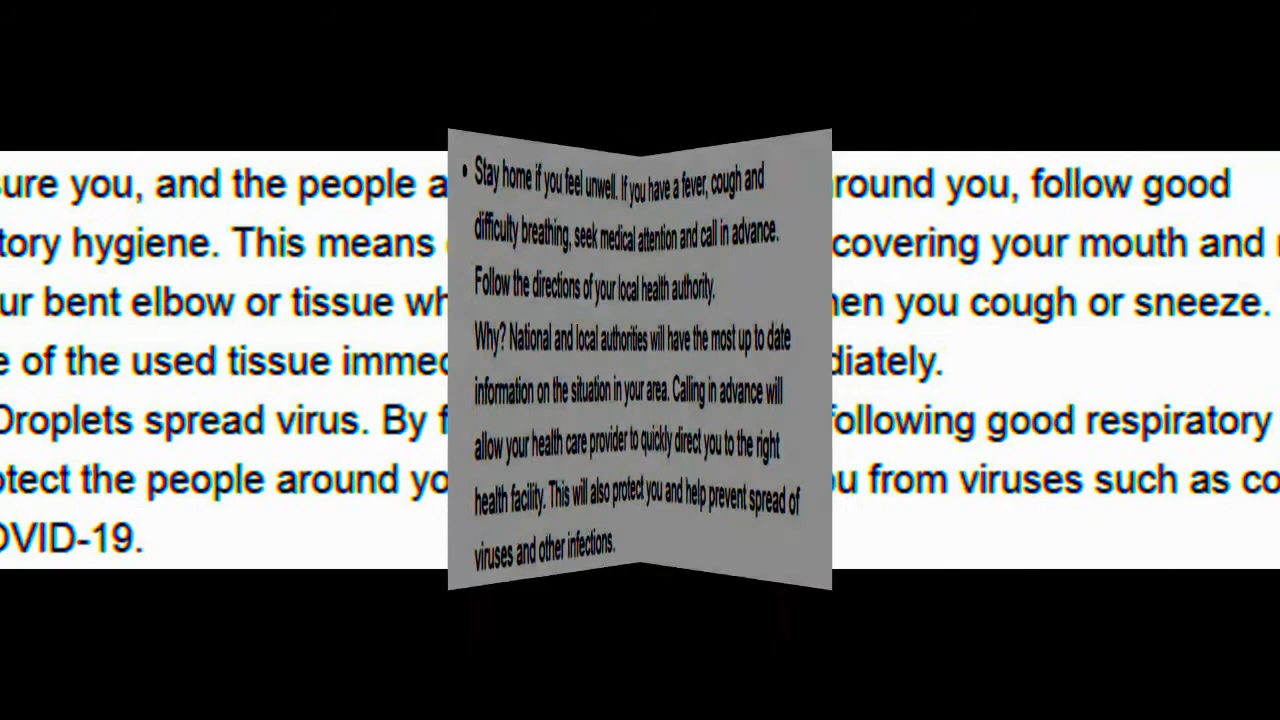 sure you, and the people a
tory hygiene. This means
ur bent elbow or tissue wh
e of the used tissue immed
Droplets spread virus. By f
otect the people around yo
OVID-19.
• Stay home if you feel unwell. If you have a fever, cough and
difficulty breathing, seek medical attention and call in advance.
Follow the directions of your local health authority.
Why? National and local authorities will have the most up to date
information on the situation in your area. Calling in advance will
allow your health care provider to quickly direct you to the right
health facility. This will also protect you and help prevent spread of
viruses and other infections.
round you, follow good
covering your mouth and
hen you cough or sneeze.
diately.
following good respiratory
ou from viruses such as co